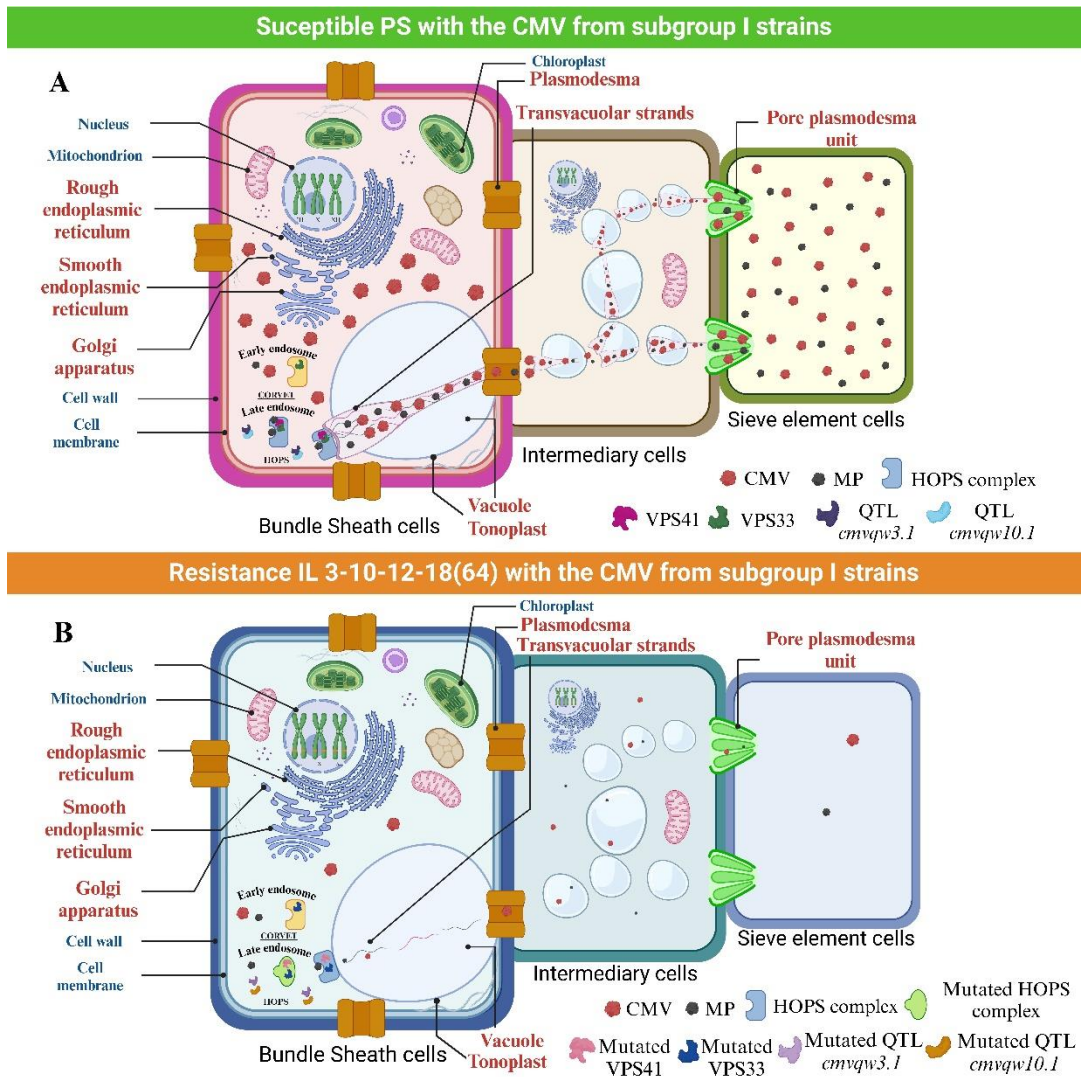 Suceptible PS with the CMV from subgroup I strains
A
Chloroplast
Plasmodesma
Transvacuolar strands
Pore plasmodesma
unit
Nucleus
Mitochondrion
Rough
endoplasmic
reticulum
Smooth
endoplasmic
reticulum
Golgi
apparatus
Cell wall
Cell
membrane
Early endosome
CORVET
Late endosome
HOPS
Vacuole
Tonoplast
Bundle Sheath cells
Intermediary cells
Sieve element cells
CMV
MP
HOPS complex
VPS41
VPS33
QTL
cmvqw3.1
QTL
cmvqw10.1
Resistance IL 3-10-12-18(64) with the CMV from subgroup I strains
B
Chloroplast
Plasmodesma
Transvacuolar strands
Pore plasmodesma
unit
Nucleus
Mitochondrion
Rough
endoplasmic
reticulum
Smooth
endoplasmic
reticulum
Golgi
apparatus
Cell wall
Cell
membrane
Early endosome
CORVET
Late endosome
HOPS
Vacuole
Tonoplast
Bundle Sheath cells
Intermediary cells
Sieve element cells
CMV
MP
HOPS complex
Mutated HOPS
complex
Mutated
VPS41
Mutated
VPS33
Mutated QTL
cmvqw3.1
Mutated QTL
cmvqw10.1